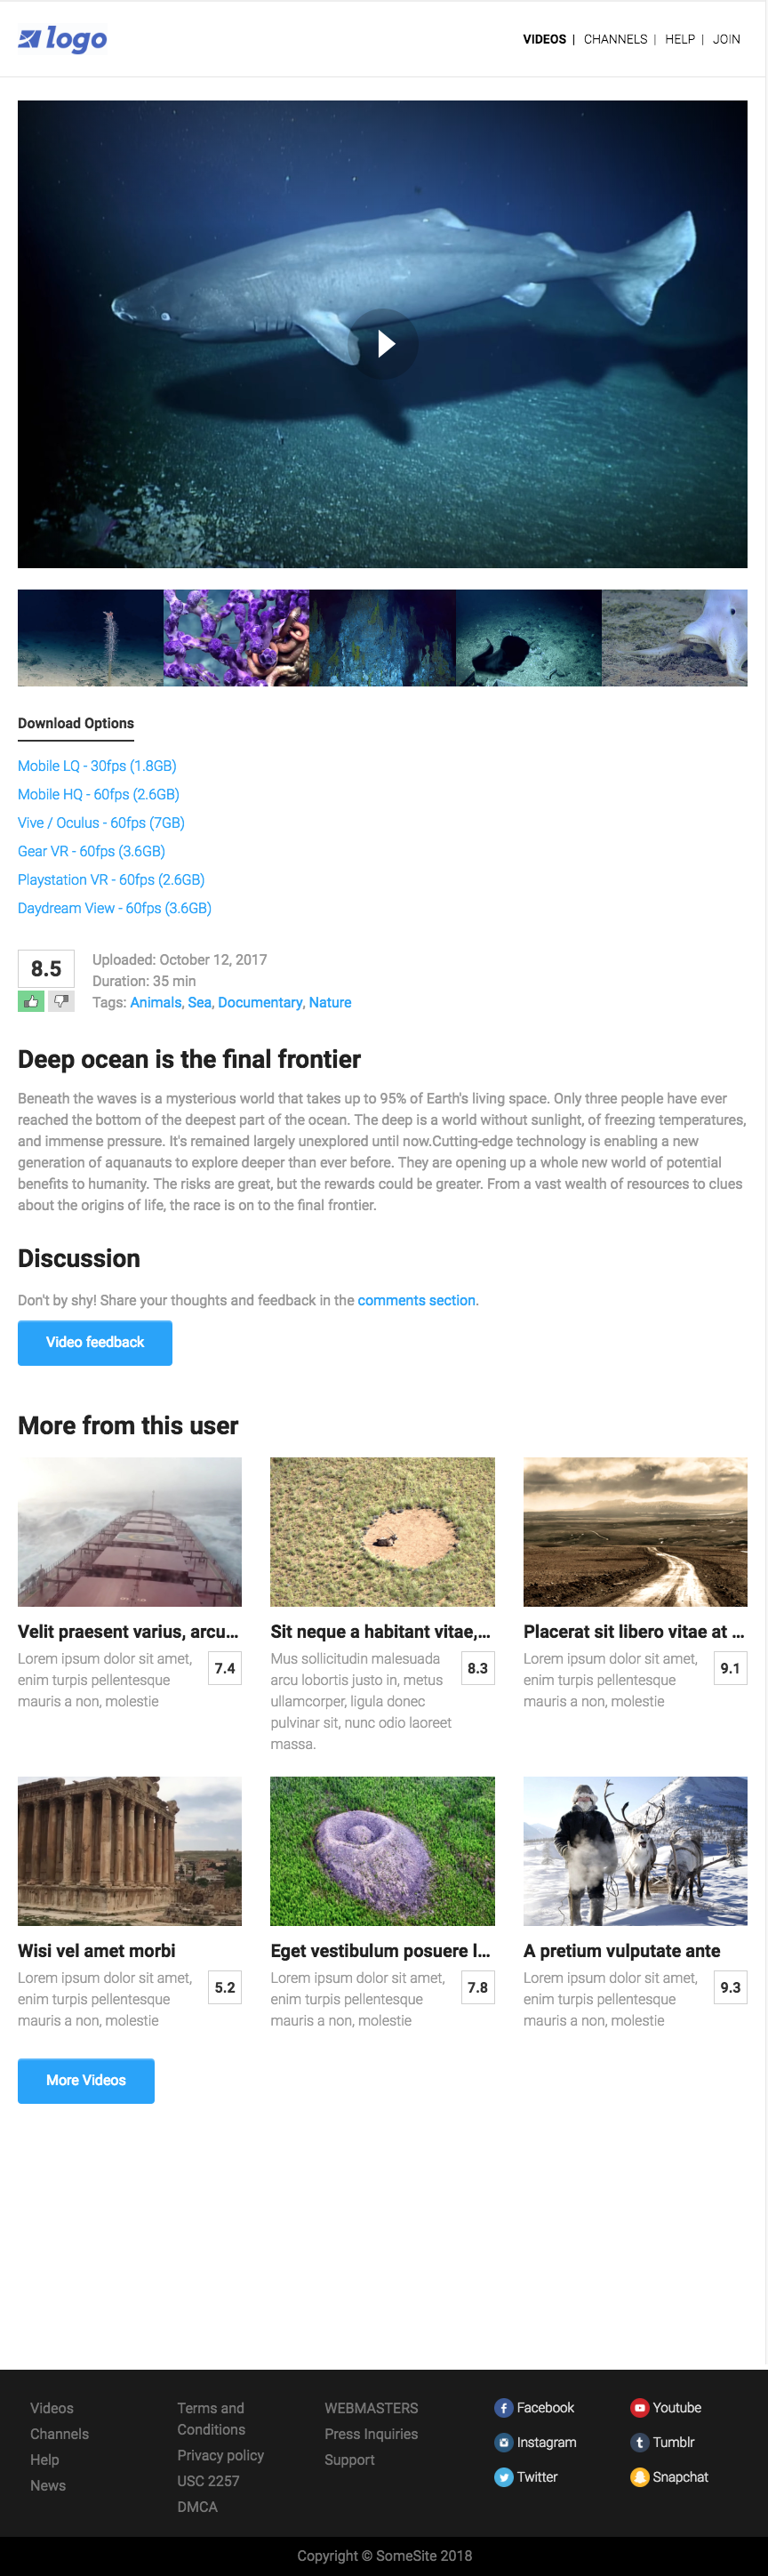 logo
VIDEOS | CHANNELS | HELP | JOIN
Download Options
Mobile LQ - 30fps (1.8GB)
Mobile HQ - 60fps (2.6GB)
Vive / Oculus - 60fps (7GB)
Gear VR - 60fps (3.6GB)
Playstation VR - 60fps (2.6GB)
Daydream View - 60fps (3.6GB)
8.5
Uploaded: October 12, 2017
Duration: 35 min
Tags: Animals, Sea, Documentary, Nature
Deep ocean is the final frontier
Beneath the waves is a mysterious world that takes up to 95% of Earth's living space. Only three people have ever
reached the bottom of the deepest part of the ocean. The deep is a world without sunlight, of freezing temperatures,
and immense pressure. It's remained largely unexplored until now.Cutting-edge technology is enabling a new
generation of aquanauts to explore deeper than ever before. They are opening up a whole new world of potential
benefits to humanity. The risks are great, but the rewards could be greater. From a vast wealth of resources to clues
about the origins of life, the race is on to the final frontier.
Discussion
Don't by shy! Share your thoughts and feedback in the comments section.
Video feedback
More from this user
Velit praesent varius, arcu...
Lorem ipsum dolor sit amet,
enim turpis pellentesque
mauris a non, molestie
7.4
Sit neque a habitant vitae,...
Mus sollicitudin malesuada
arcu lobortis justo in, metus
ullamcorper, ligula donec
pulvinar sit, nunc odio laoreet
massa.
8.3
Placerat sit libero vitae at ...
Lorem ipsum dolor sit amet,
enim turpis pellentesque
mauris a non, molestie
9.1
Wisi vel amet morbi
Lorem ipsum dolor sit amet,
enim turpis pellentesque
mauris a non, molestie
5.2
Eget vestibulum posuere l...
Lorem ipsum dolor sit amet,
enim turpis pellentesque
mauris a non, molestie
7.8
A pretium vulputate ante
Lorem ipsum dolor sit amet,
enim turpis pellentesque
mauris a non, molestie
9.3
More Videos
Videos
Channels
Help
News
Terms and
Conditions
Privacy policy
USC 2257
DMCA
WEBMASTERS
Press Inquiries
Support
Facebook
Instagram
Twitter
Youtube
Tumblr
Snapchat
Copyright © SomeSite 2018